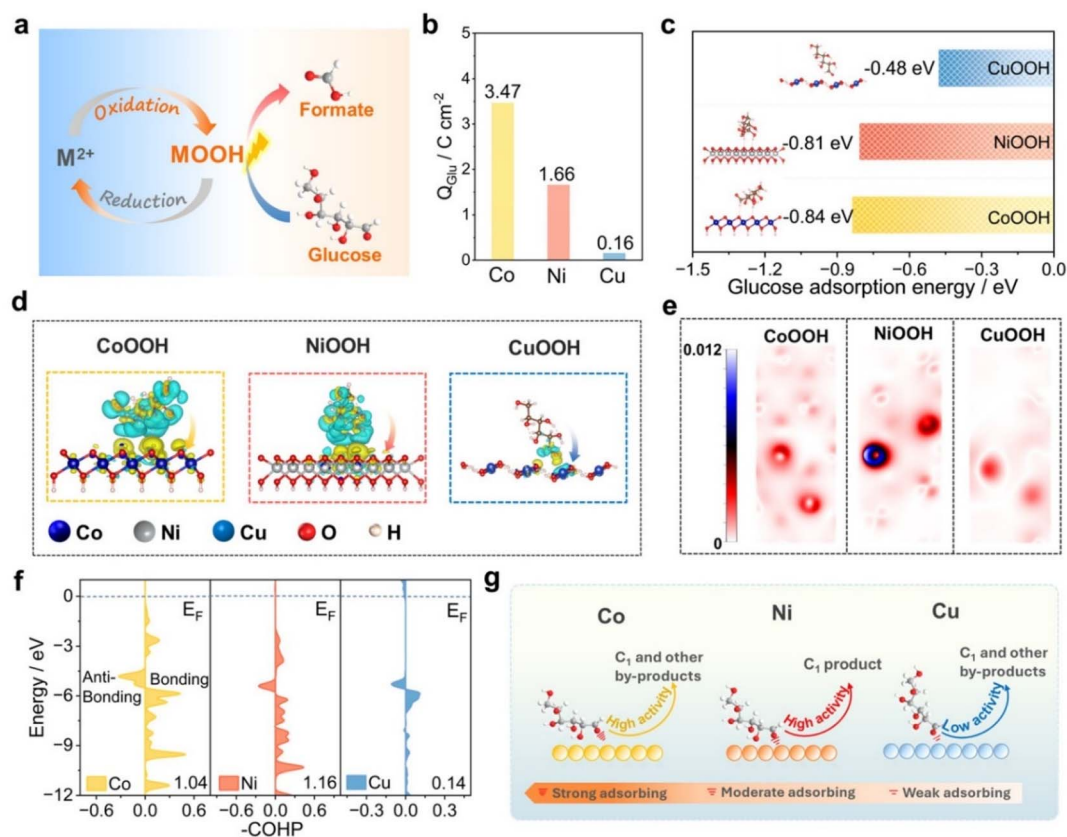 a
Oxidation
M2+
MOOH
Reduction
Formate
Glucose
b
QGlu / C cm-2
5
4
3
2
1
0
3.47
1.66
0.16
Co
Ni
Cu
c
-0.48 eV
CuOOH
-0.81 eV
NiOOH
-0.84 eV
CoOOH
−1.5
−1.2
−0.9
−0.6
−0.3
0.0
Glucose adsorption energy / eV
d
CoOOH
NiOOH
CuOOH
Co
Ni
Cu
O
H
e
CoOOH
NiOOH
CuOOH
0.012
0
f
Energy / eV
0
−3
−6
−9
−12
EF
EF
EF
Anti-
Bonding
Bonding
Co
1.04
Ni
1.16
Cu
0.14
−0.6
0.0
0.6
−0.6
0.0
0.6
−0.4
0.0
0.4
-COHP
g
Co
Ni
Cu
C1 and other
by-products
C1 product
C1 and other
by-products
High activity
High activity
Low activity
Strong adsorbing
Moderate adsorbing
Weak adsorbing